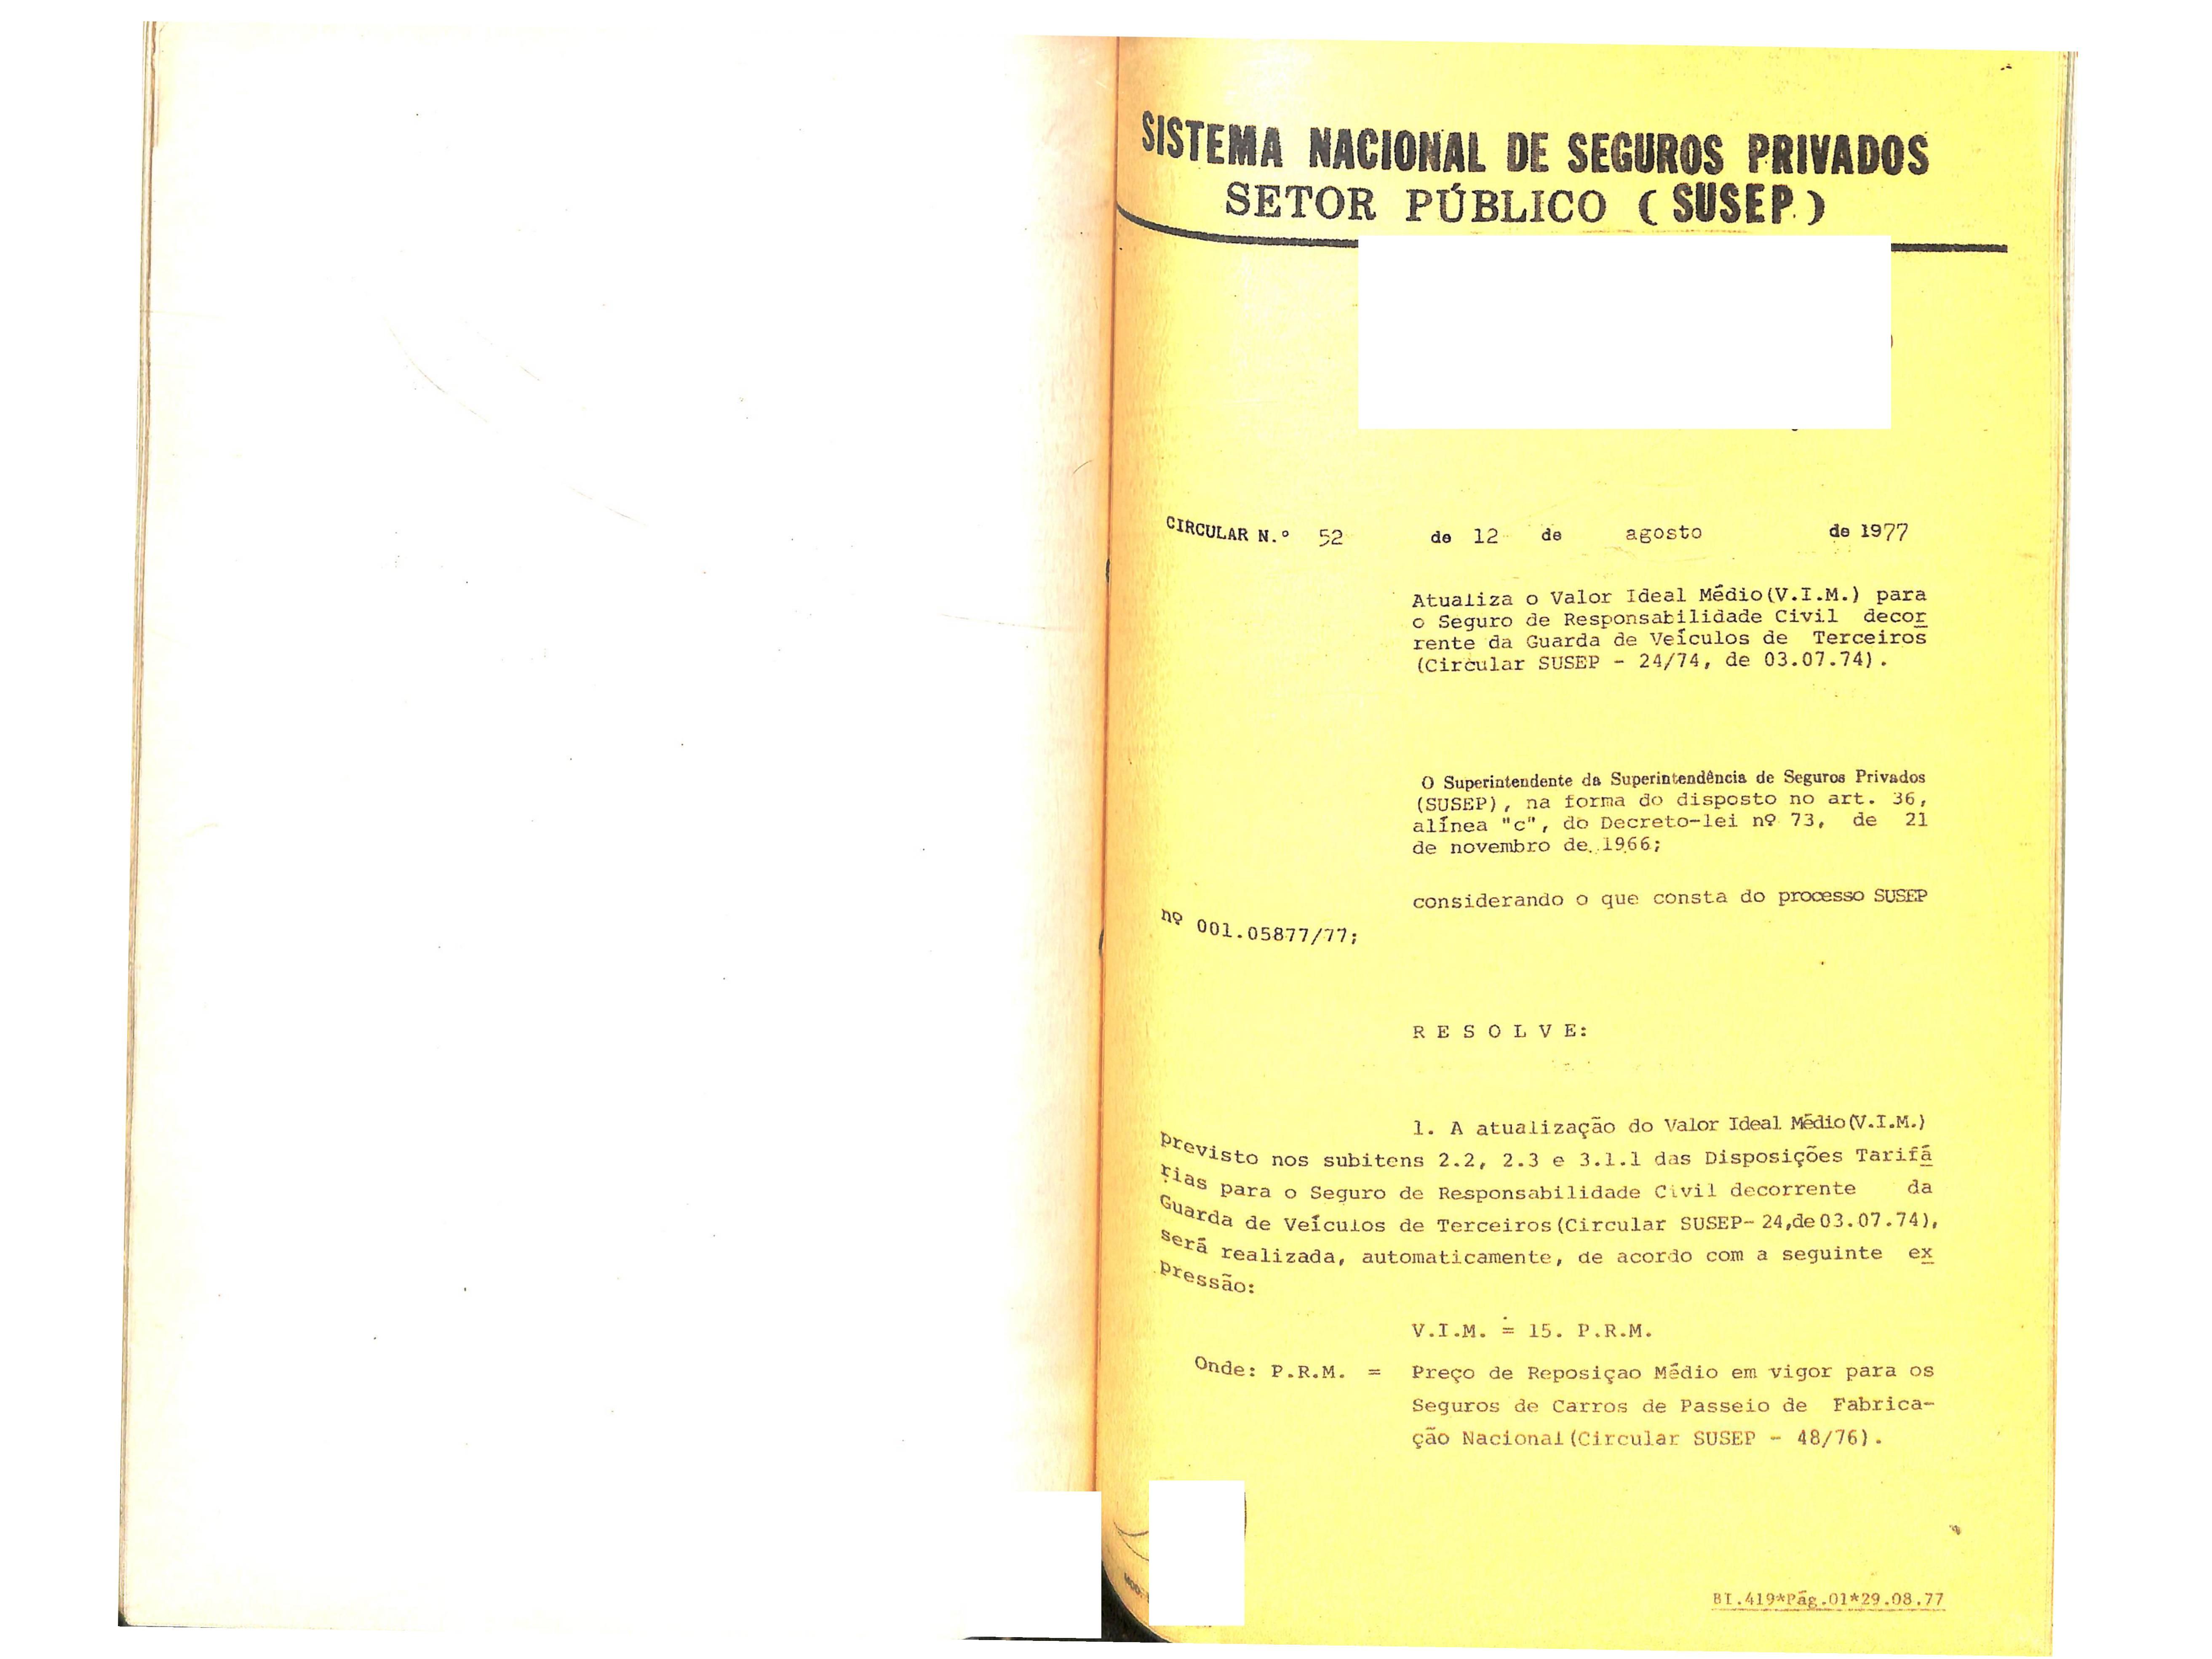 SISTEMA NACIONAL DE SEGUROS PRIVADOS
SETOR PÚBLICO (SUSEP)
CIRCULAR N.º 52 de 12 de agosto de 1977
Atualiza o Valor Ideal Médio(V.I.M.) para
o Seguro de Responsabilidade Civil decor
rente da Guarda de Veículos de Terceiros
(Circular SUSEP - 24/74, de 03.07.74).
O Superintendente da Superintendência de Seguros Privados
(SUSEP), na forma do disposto no art. 36,
alínea "c", do Decreto-lei nº 73, de 21
de novembro de 1966;
considerando o que consta do processo SUSEP
nº 001.05877/77;
R E S O L V E:
1. A atualização do Valor Ideal Médio(V.I.M.)
previsto nos subitens 2.2, 2.3 e 3.1.1 das Disposições Tarifá
rias para o Seguro de Responsabilidade Civil decorrente da
Guarda de Veículos de Terceiros(Circular SUSEP- 24,de 03.07.74),
será realizada, automaticamente, de acordo com a seguinte ex
pressão:
V.I.M. = 15. P.R.M.
Onde: P.R.M. = Preço de Reposiçao Médio em vigor para os
Seguros de Carros de Passeio de Fabrica-
ção Nacional(Circular SUSEP - 48/76).
MOD.
BI.419*Pág.01*29.08.77